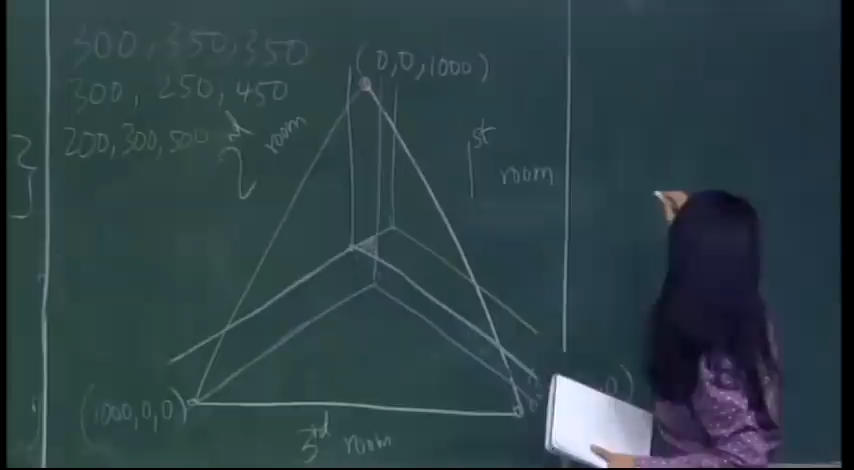 300, 350, 350
300, 250, 450
200, 300, 500
(0,0,1000)
2nd room
1st
room
(1000,0,0)
0)
3rd room